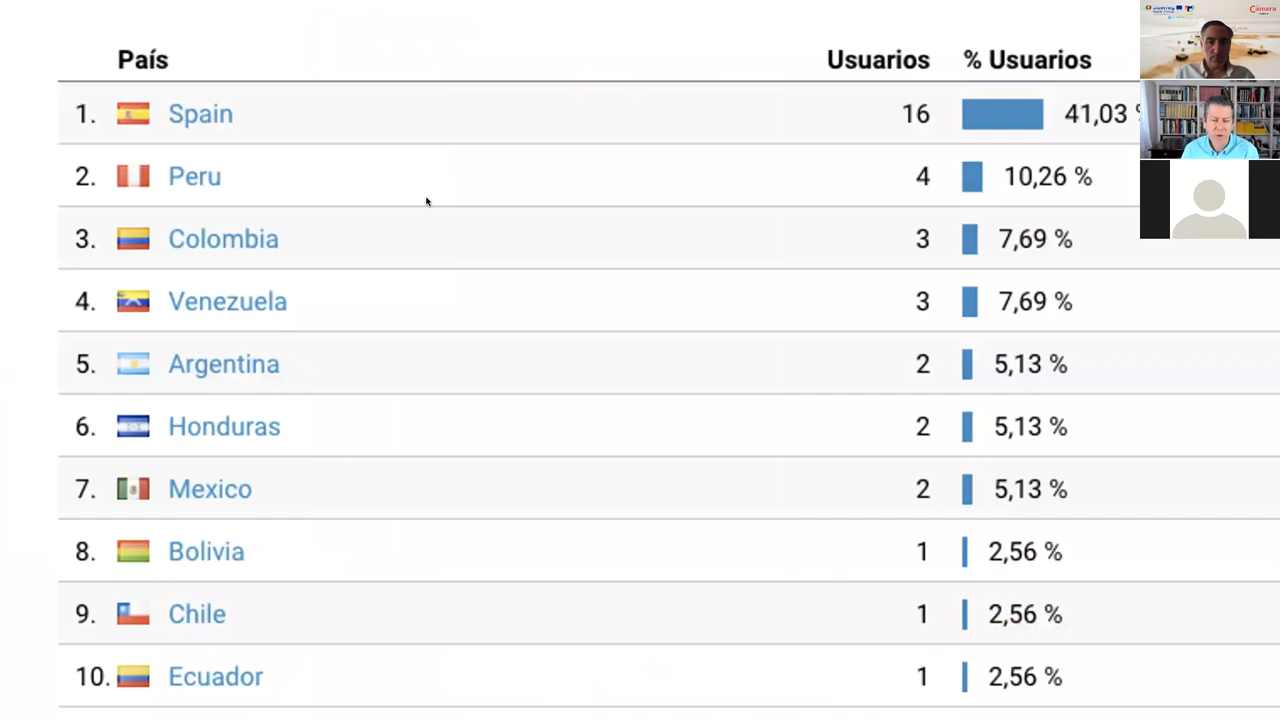 País Usuarios % Usuarios
1. Spain 16 41,03 %
2. Peru 4 10,26 %
3. Colombia 3 7,69 %
4. Venezuela 3 7,69 %
5. Argentina 2 5,13 %
6. Honduras 2 5,13 %
7. Mexico 2 5,13 %
8. Bolivia 1 2,56 %
9. Chile 1 2,56 %
10. Ecuador 1 2,56 %
Cámara